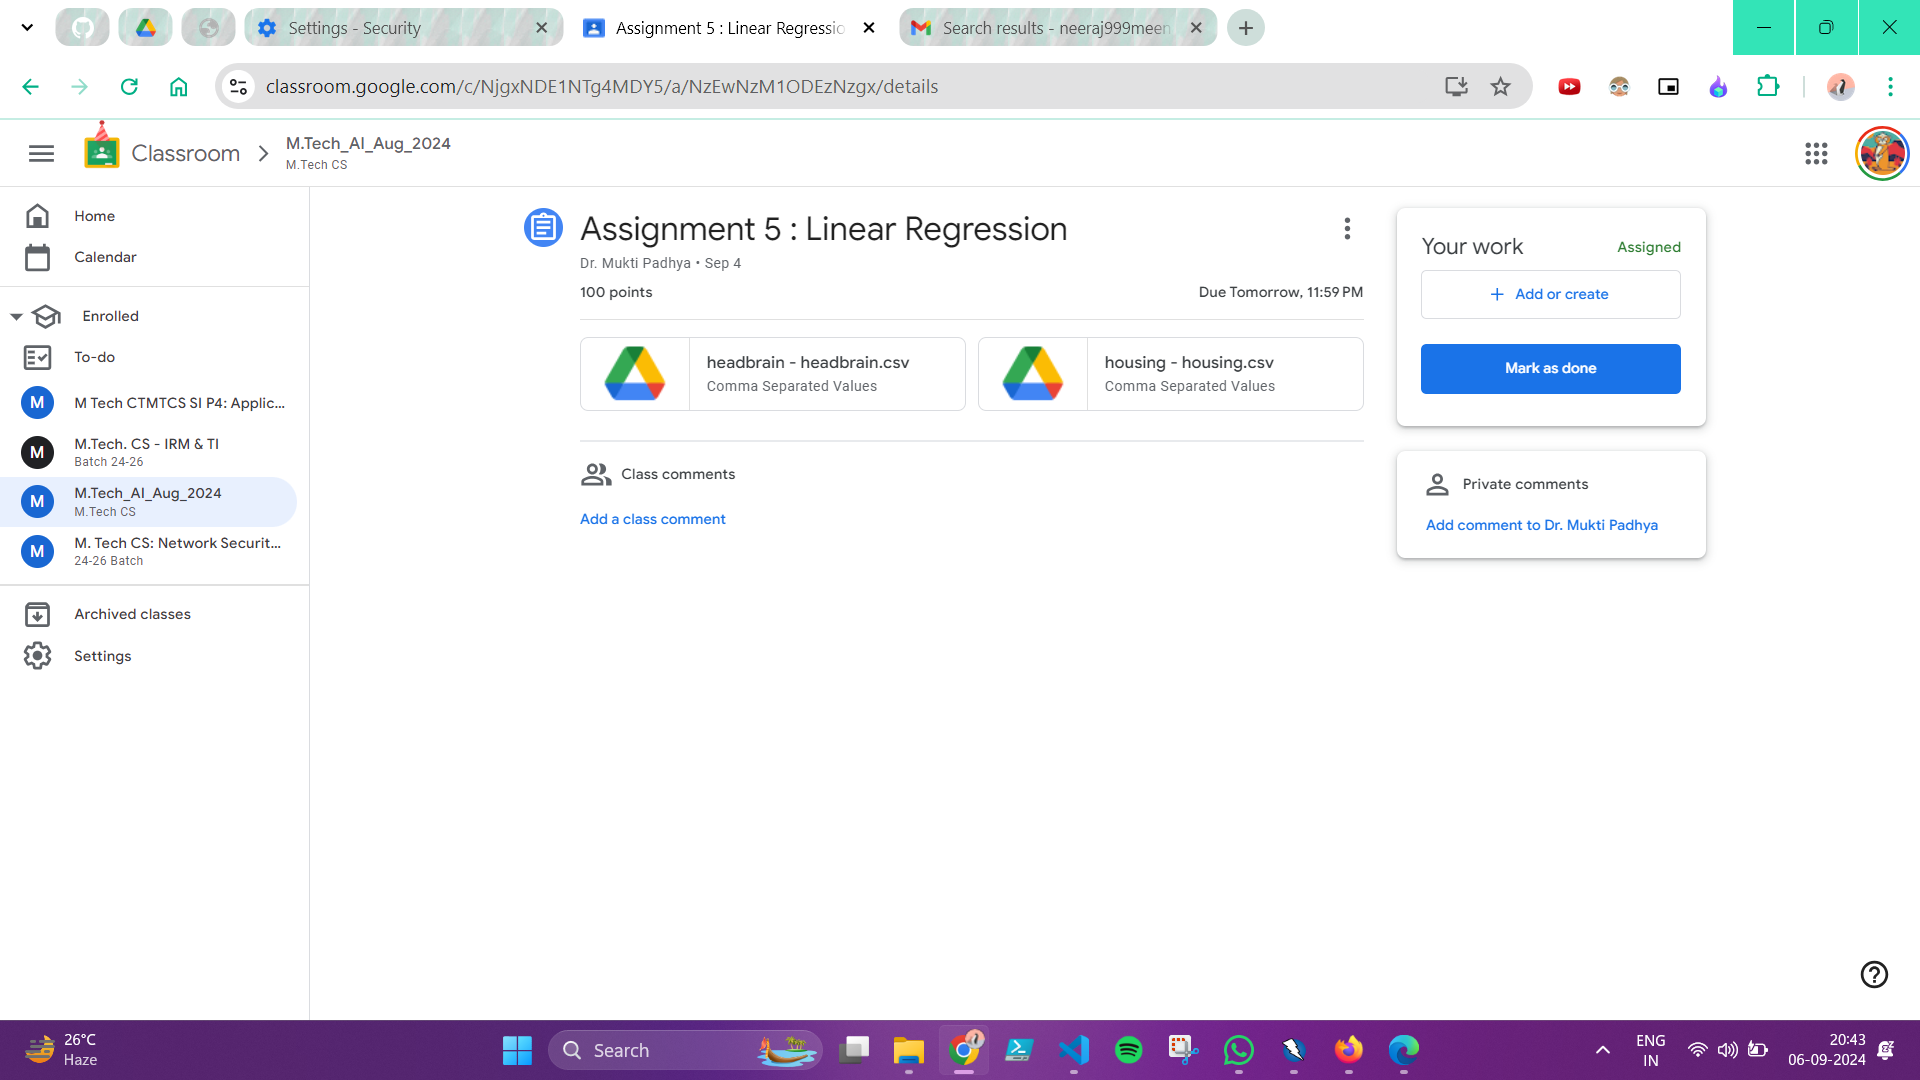 Settings - Security
Assignment 5 : Linear Regressio
Search results - neeraj999meen
classroom.google.com/c/NjgxNDE1NTg4MDY5/a/NzEwNzM1ODEzNzgx/details
Classroom
M.Tech_AI_Aug_2024
M.Tech CS
Home
Calendar
Enrolled
To-do
M
M Tech CTMTCS SI P4: Applic...
M
M.Tech. CS - IRM & TI
Batch 24-26
M
M.Tech_AI_Aug_2024
M.Tech CS
M
M. Tech CS: Network Securit...
24-26 Batch
Archived classes
Settings
Assignment 5 : Linear Regression
Dr. Mukti Padhya • Sep 4
100 points
Due Tomorrow, 11:59 PM
headbrain - headbrain.csv
Comma Separated Values
housing - housing.csv
Comma Separated Values
Class comments
Add a class comment
Your work
Assigned
+ Add or create
Mark as done
Private comments
Add comment to Dr. Mukti Padhya
26°C
Haze
Search
ENG
IN
20:43
06-09-2024